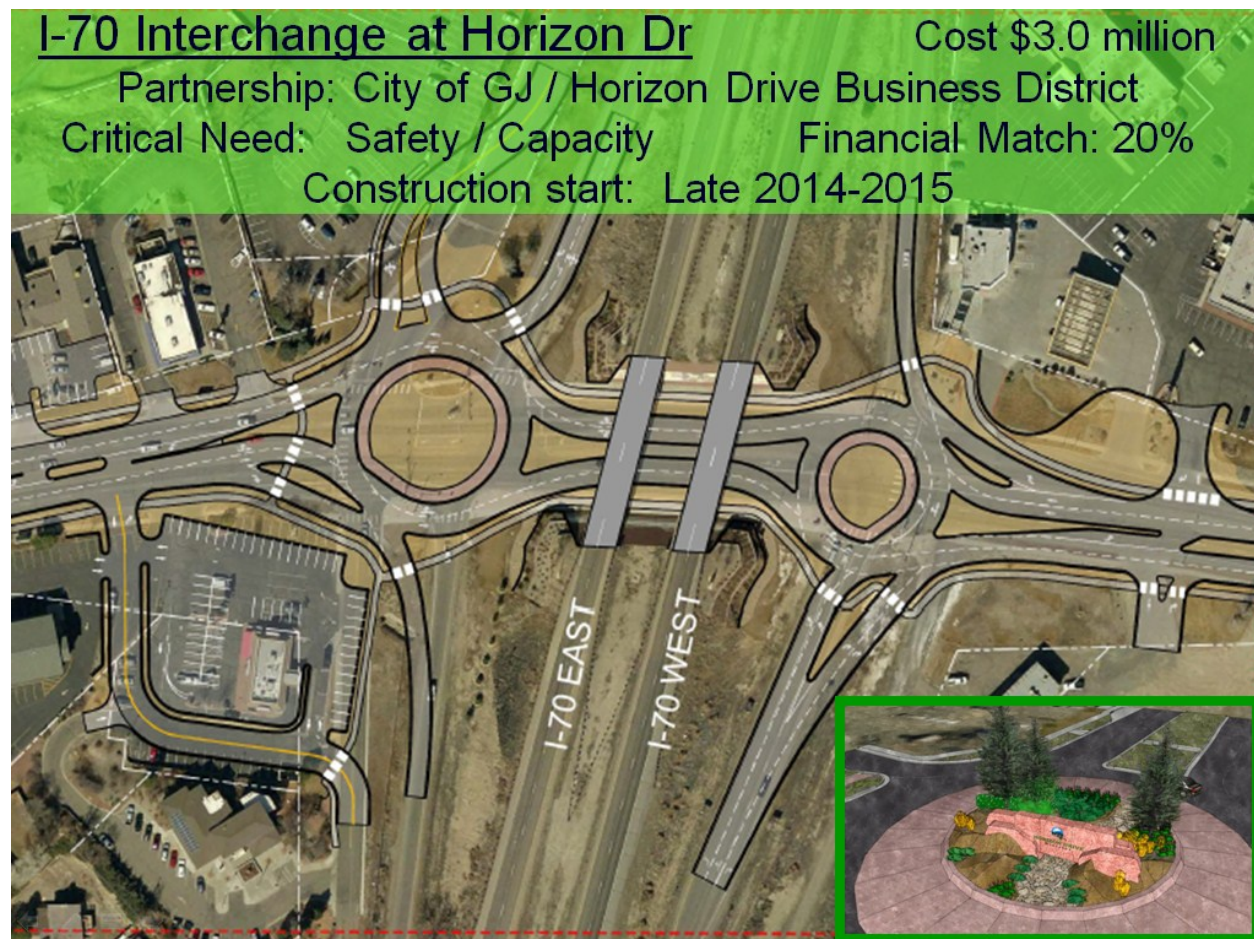 I-70 Interchange at Horizon Dr Cost $3.0 million
Partnership: City of GJ / Horizon Drive Business District
Critical Need: Safety / Capacity Financial Match: 20%
Construction start: Late 2014-2015
I-70 EAST
I-70 WEST